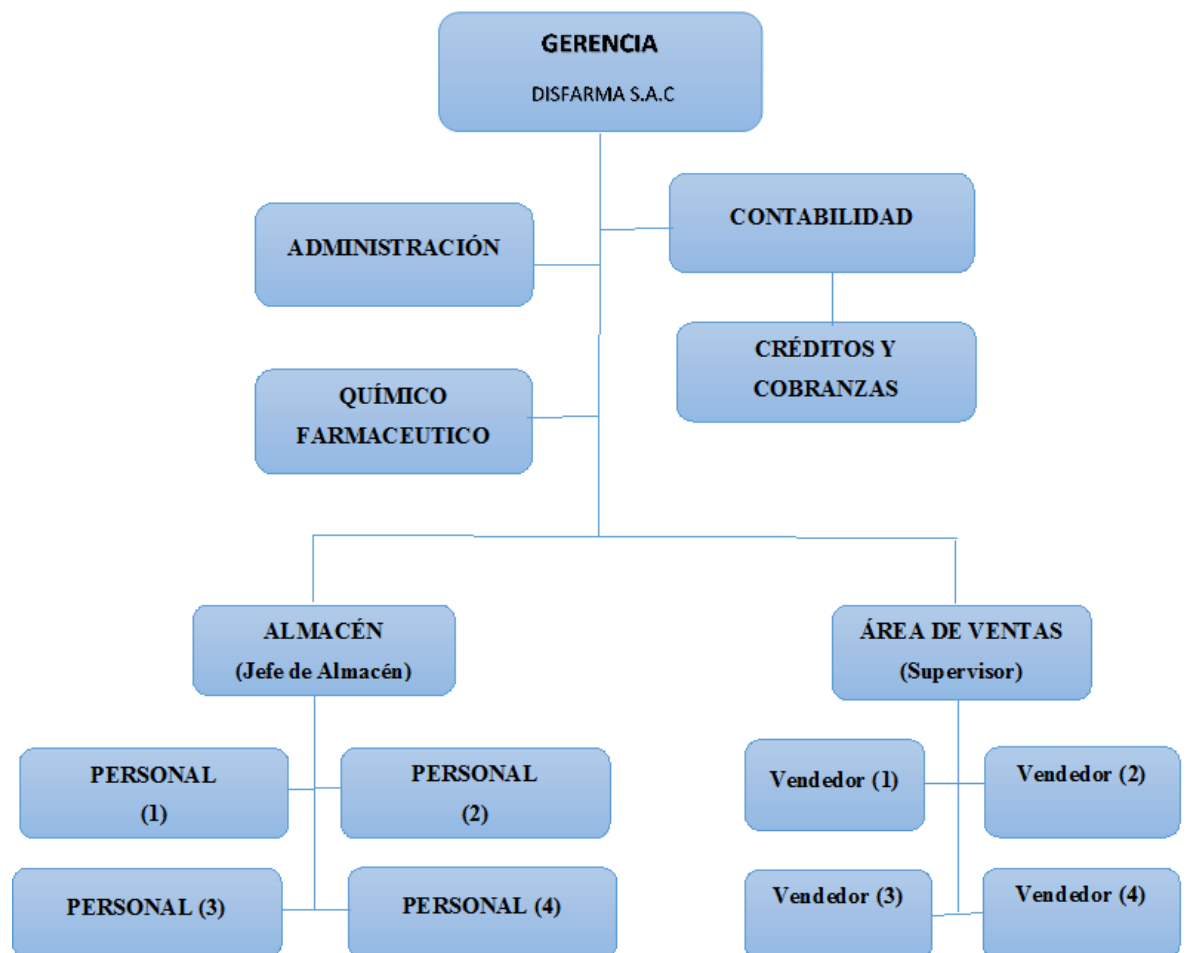 GERENCIA
DISFARMA S.A.C
ADMINISTRACIÓN
CONTABILIDAD
CRÉDITOS Y
COBRANZAS
QUÍMICO
FARMACEUTICO
ALMACÉN
(Jefe de Almacén)
ÁREA DE VENTAS
(Supervisor)
PERSONAL
(1)
PERSONAL
(2)
Vendedor (1)
Vendedor (2)
PERSONAL (3)
PERSONAL (4)
Vendedor (3)
Vendedor (4)